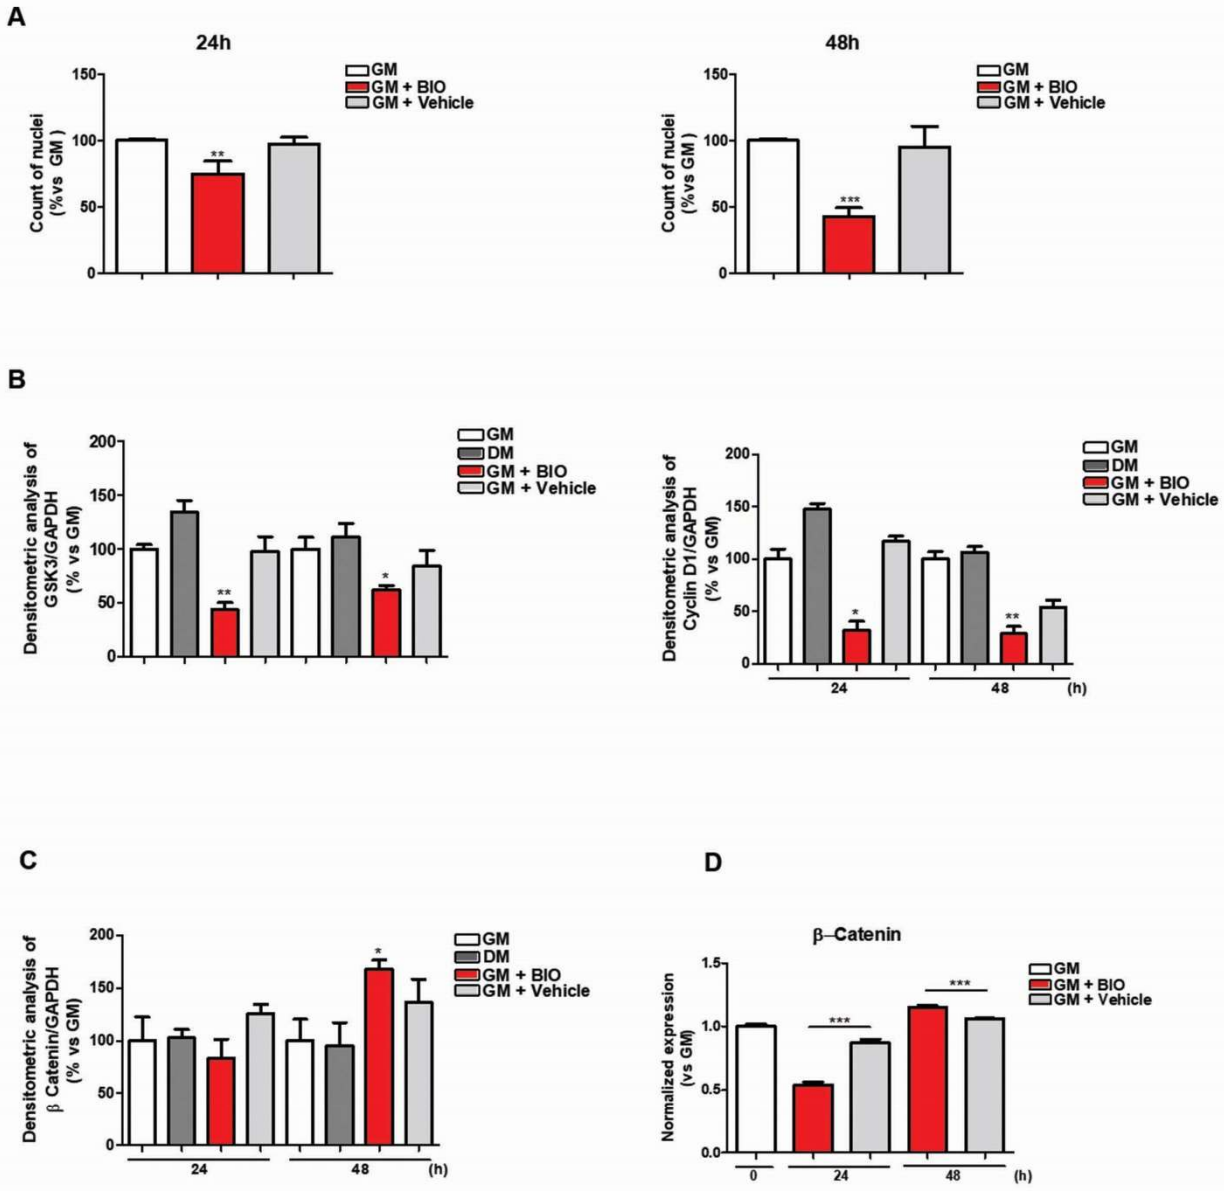 A
24h
GM
GM + BIO
GM + Vehicle
Count of nuclei
(%vs GM )
150
100
50
0
**
48h
GM
GM + BIO
GM + Vehicle
Count of nuclei
(%vs GM )
150
100
50
0
***
B
GM
DM
GM + BIO
GM + Vehicle
Densitometric analysis of
GSK3/GAPDH
(% vs GM)
200
150
100
50
0
**
*
GM
DM
GM + BIO
GM + Vehicle
Densitometric analysis of
Cyclin D1/GAPDH
(% vs GM)
200
150
100
50
0
*
**
24 48 (h)
C
GM
DM
GM + BIO
GM + Vehicle
Densitometric analysis of
β Catenin/GAPDH
(% vs GM)
200
150
100
50
0
*
24 48 (h)
D
β–Catenin
GM
GM + BIO
GM + Vehicle
Normalized expression
(vs GM)
1.5
1.0
0.5
0.0
***
***
0 24 48 (h)